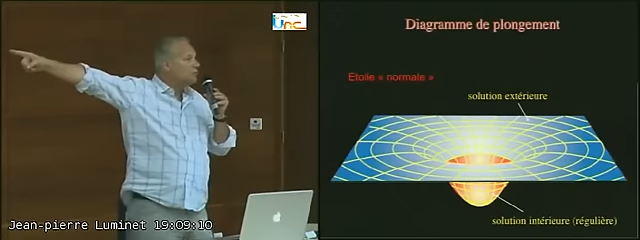 Diagramme de plongement
Etoile « normale »
solution extérieure
solution intérieure (régulière)
Jean-pierre Luminet 19:09:10